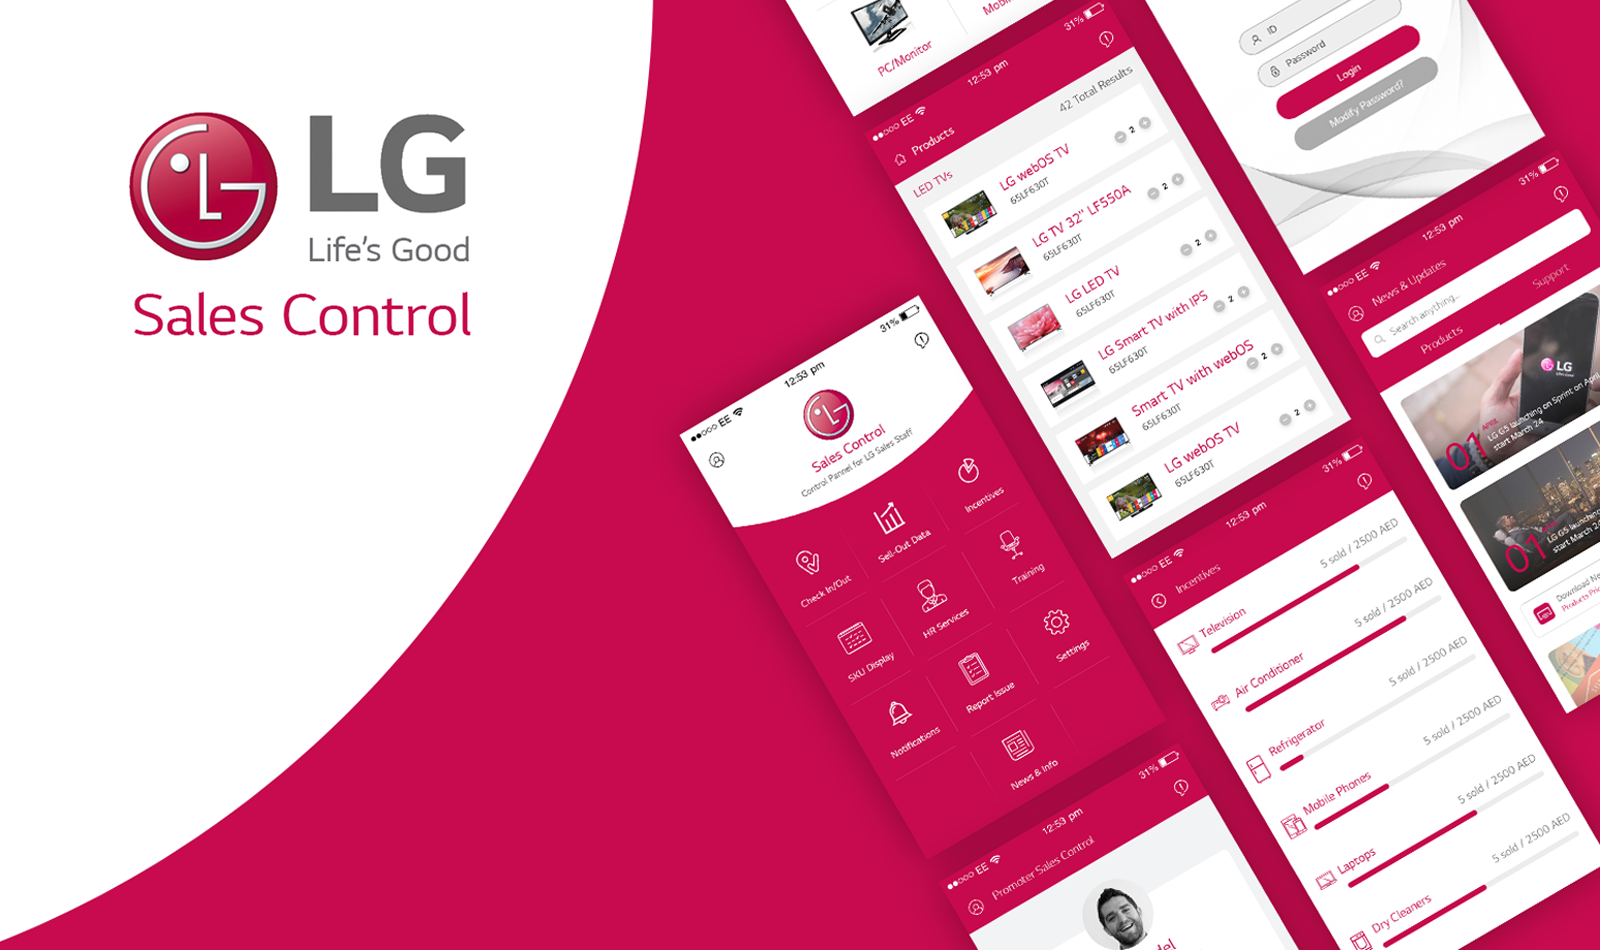 LG
Life's Good
Sales Control
PC/Monitor
31%
12:53 pm
EE
Products
42 Total Results
LED TVs
LG webOS TV
65LF630T
2
LG TV 32" LF550A
65LF630T
2
LG LED TV
65LF630T
2
LG Smart TV with IPS
65LF630T
2
Smart TV with webOS
65LF630T
2
LG webOS TV
65LF630T
2
ID
Password
Login
Modify Password?
31%
12:53 pm
EE
News & Updates
Search anything...
Products
Support
LG
01
APRIL
LG G5 launching on Sprint on April
start March 24
01
LG G5 launching
start March 24
Download Ne
Products Pric
31%
12:53 pm
EE
Sales Control
Control Pannel for LG Sales Staff
Check In/Out
Sell-Out Data
Incentives
SKU Display
HR Services
Training
Notifications
Report Issue
Settings
News & Info
31%
12:53 pm
EE
Incentives
Television
5 sold / 2500 AED
Air Conditioner
5 sold / 2500 AED
Refrigerator
5 sold / 2500 AED
Mobile Phones
5 sold / 2500 AED
Laptops
5 sold / 2500 AED
Dry Cleaners
5 sold / 2500 AED
31%
12:53 pm
EE
Promoter Sales Control